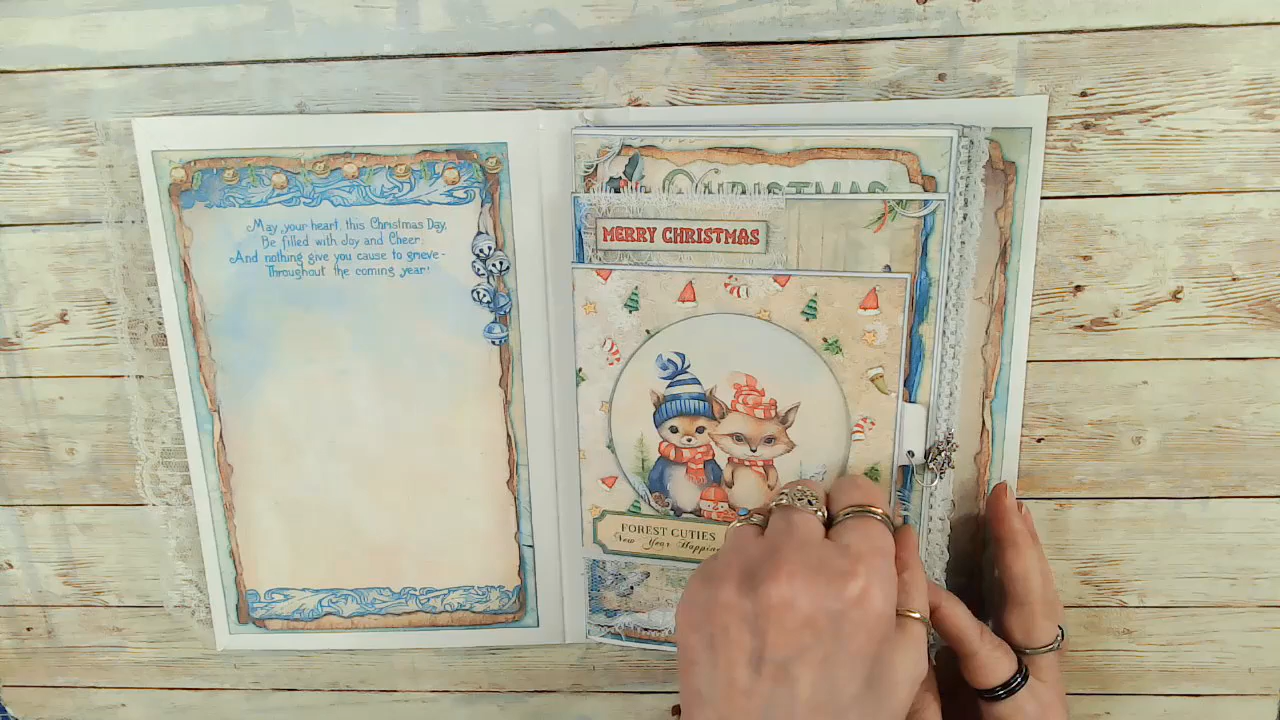 May your heart, this Christmas Day,
Be filled with Joy and Cheer;
And nothing give you cause to grieve -
Throughout the coming year!
CHRISTMAS
MERRY CHRISTMAS
FOREST CUTIES
New Year